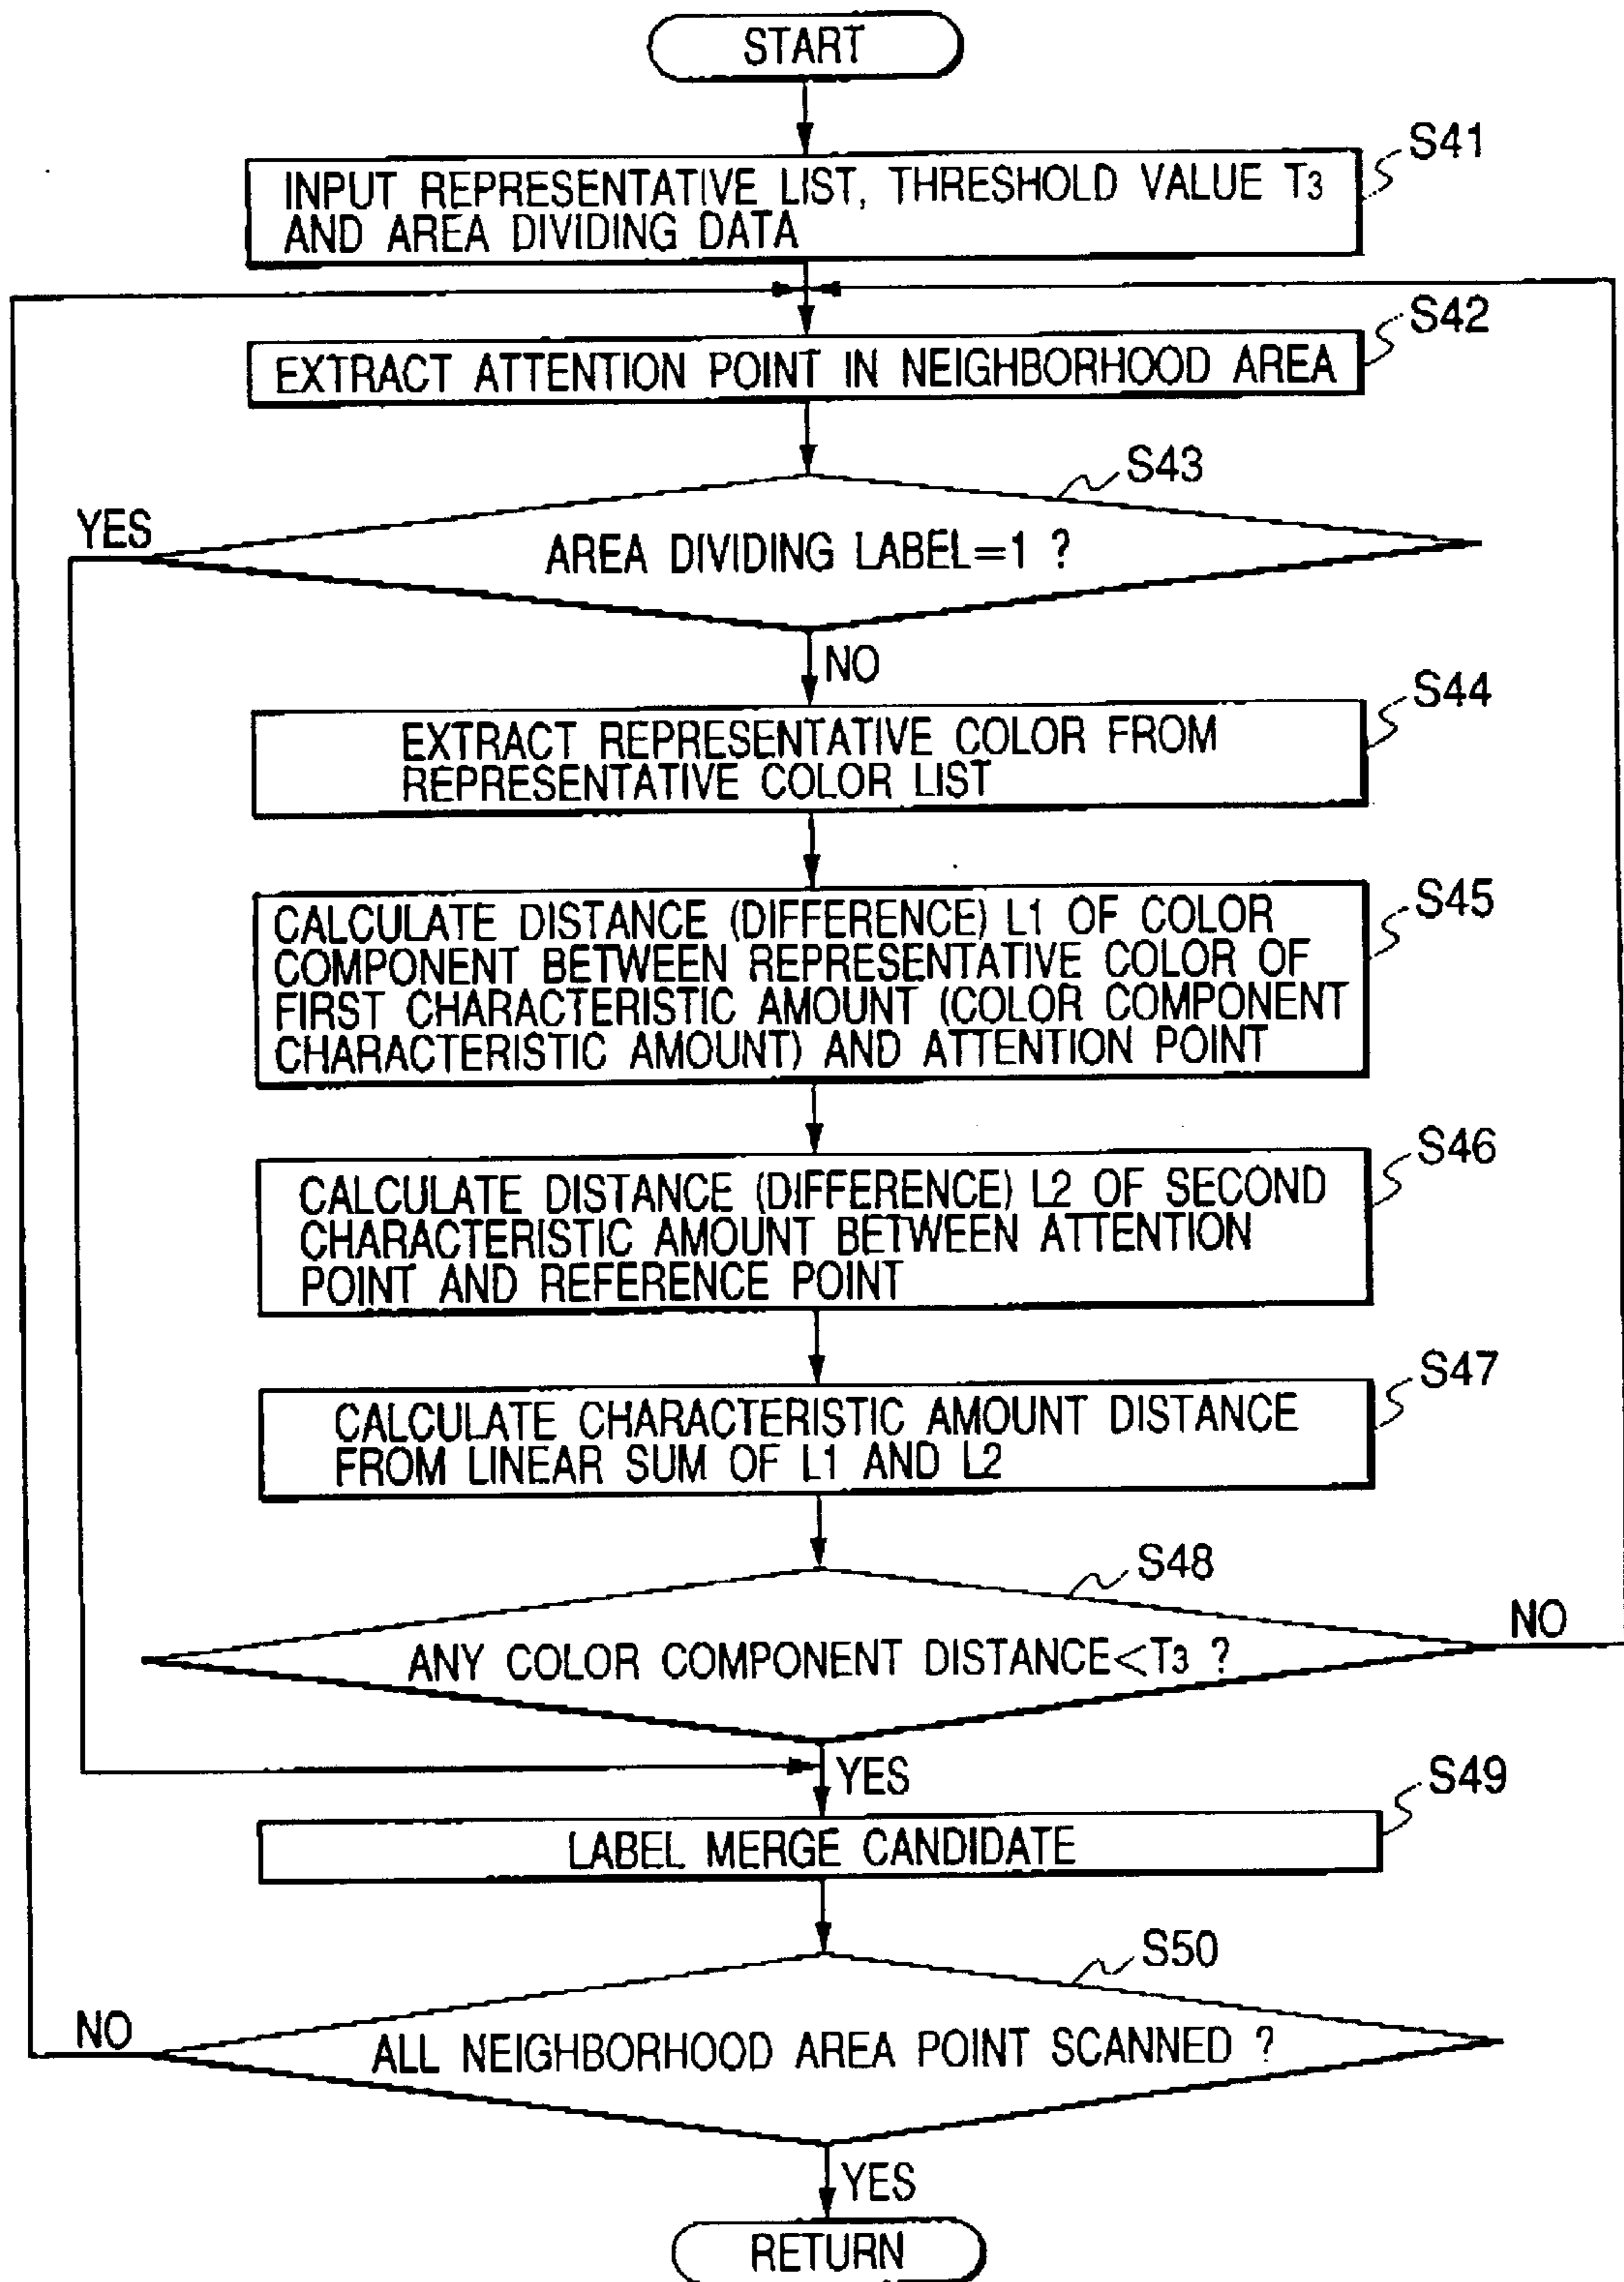 START
S41
INPUT REPRESENTATIVE LIST, THRESHOLD VALUE T3
AND AREA DIVIDING DATA
S42
EXTRACT ATTENTION POINT IN NEIGHBORHOOD AREA
S43
YES
AREA DIVIDING LABEL=1 ?
NO
S44
EXTRACT REPRESENTATIVE COLOR FROM
REPRESENTATIVE COLOR LIST
S45
CALCULATE DISTANCE (DIFFERENCE) L1 OF COLOR
COMPONENT BETWEEN REPRESENTATIVE COLOR OF
FIRST CHARACTERISTIC AMOUNT (COLOR COMPONENT
CHARACTERISTIC AMOUNT) AND ATTENTION POINT
S46
CALCULATE DISTANCE (DIFFERENCE) L2 OF SECOND
CHARACTERISTIC AMOUNT BETWEEN ATTENTION
POINT AND REFERENCE POINT
S47
CALCULATE CHARACTERISTIC AMOUNT DISTANCE
FROM LINEAR SUM OF L1 AND L2
S48
NO
ANY COLOR COMPONENT DISTANCE<T3 ?
YES
S49
LABEL MERGE CANDIDATE
S50
NO
ALL NEIGHBORHOOD AREA POINT SCANNED ?
YES
RETURN